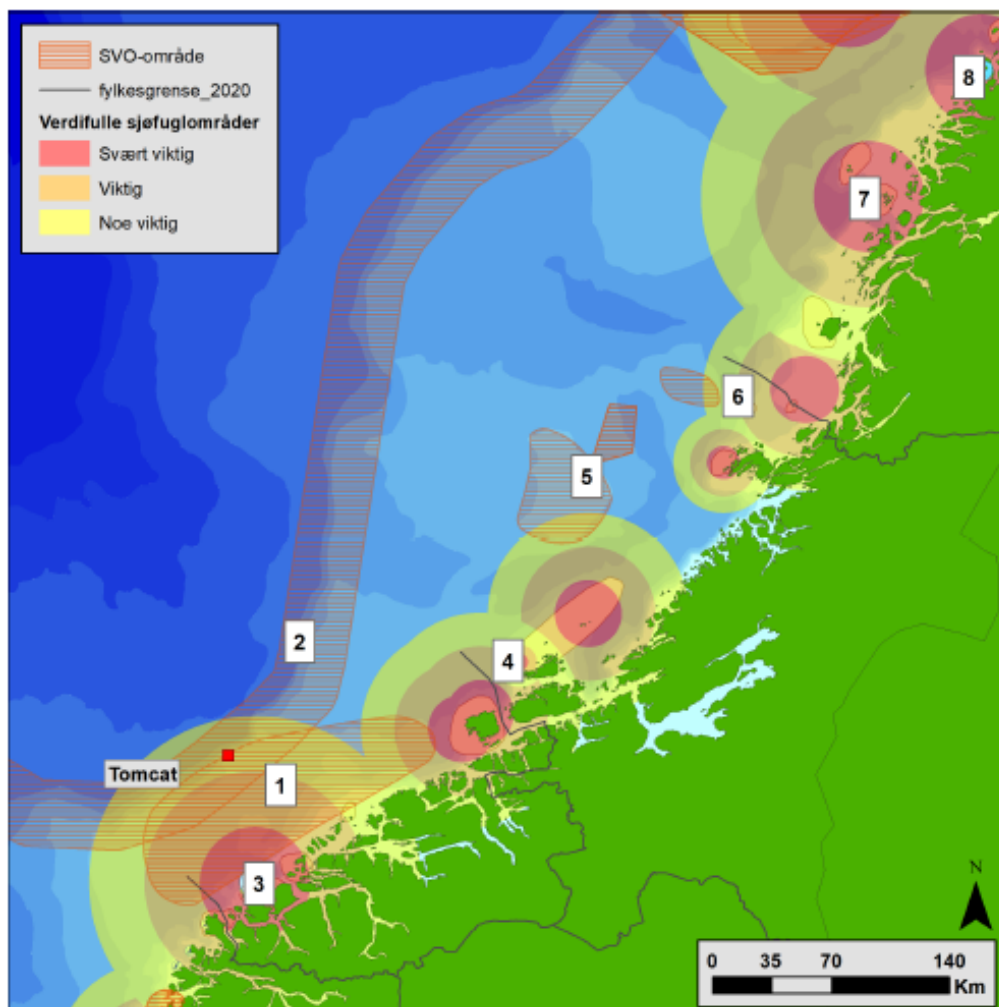 SVO-område
fylkesgrense_2020
Verdifulle sjøfuglområder
Svært viktig
Viktig
Noe viktig
8
7
6
5
2
4
Tomcat
1
3
N
0 35 70 140
Km